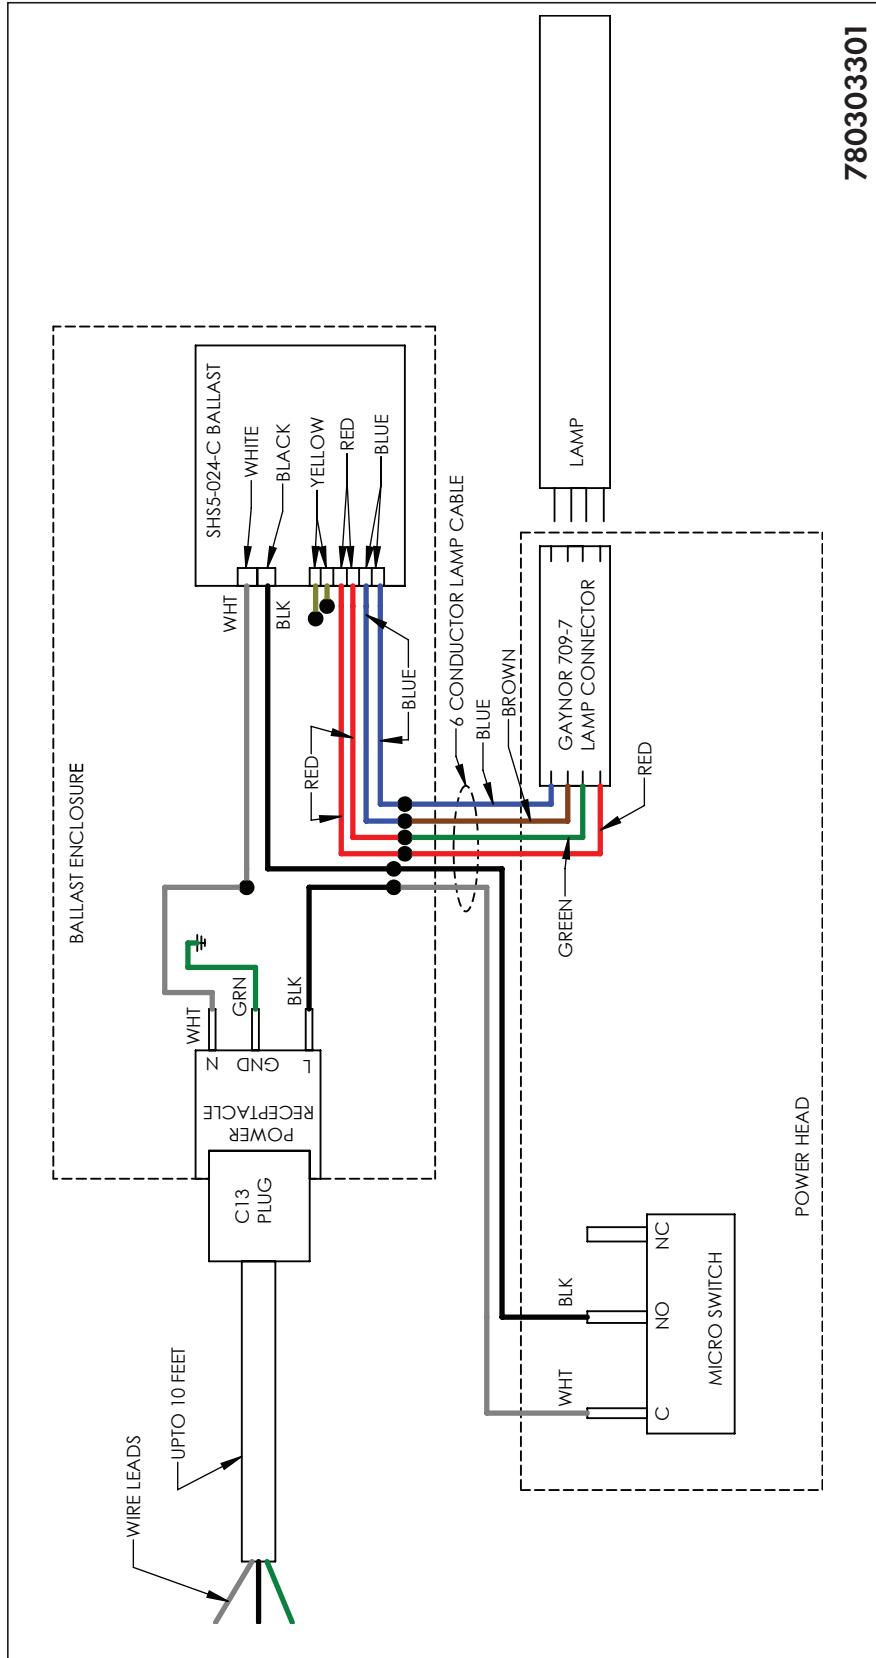 780303301
BALLAST ENCLOSURE
SHS5-024-C BALLAST
WHITE
BLACK
YELLOW
RED
BLUE
WHT
BLK
RED
BLUE
6 CONDUCTOR LAMP CABLE
BLUE
BROWN
GREEN
RED
GAYNOR 709-7
LAMP CONNECTOR
LAMP
WHT
GRN
BLK
N
GND
L
POWER
RECEPTACLE
C13
PLUG
UPTO 10 FEET
WIRE LEADS
POWER HEAD
BLK
WHT
NC
NO
C
MICRO SWITCH